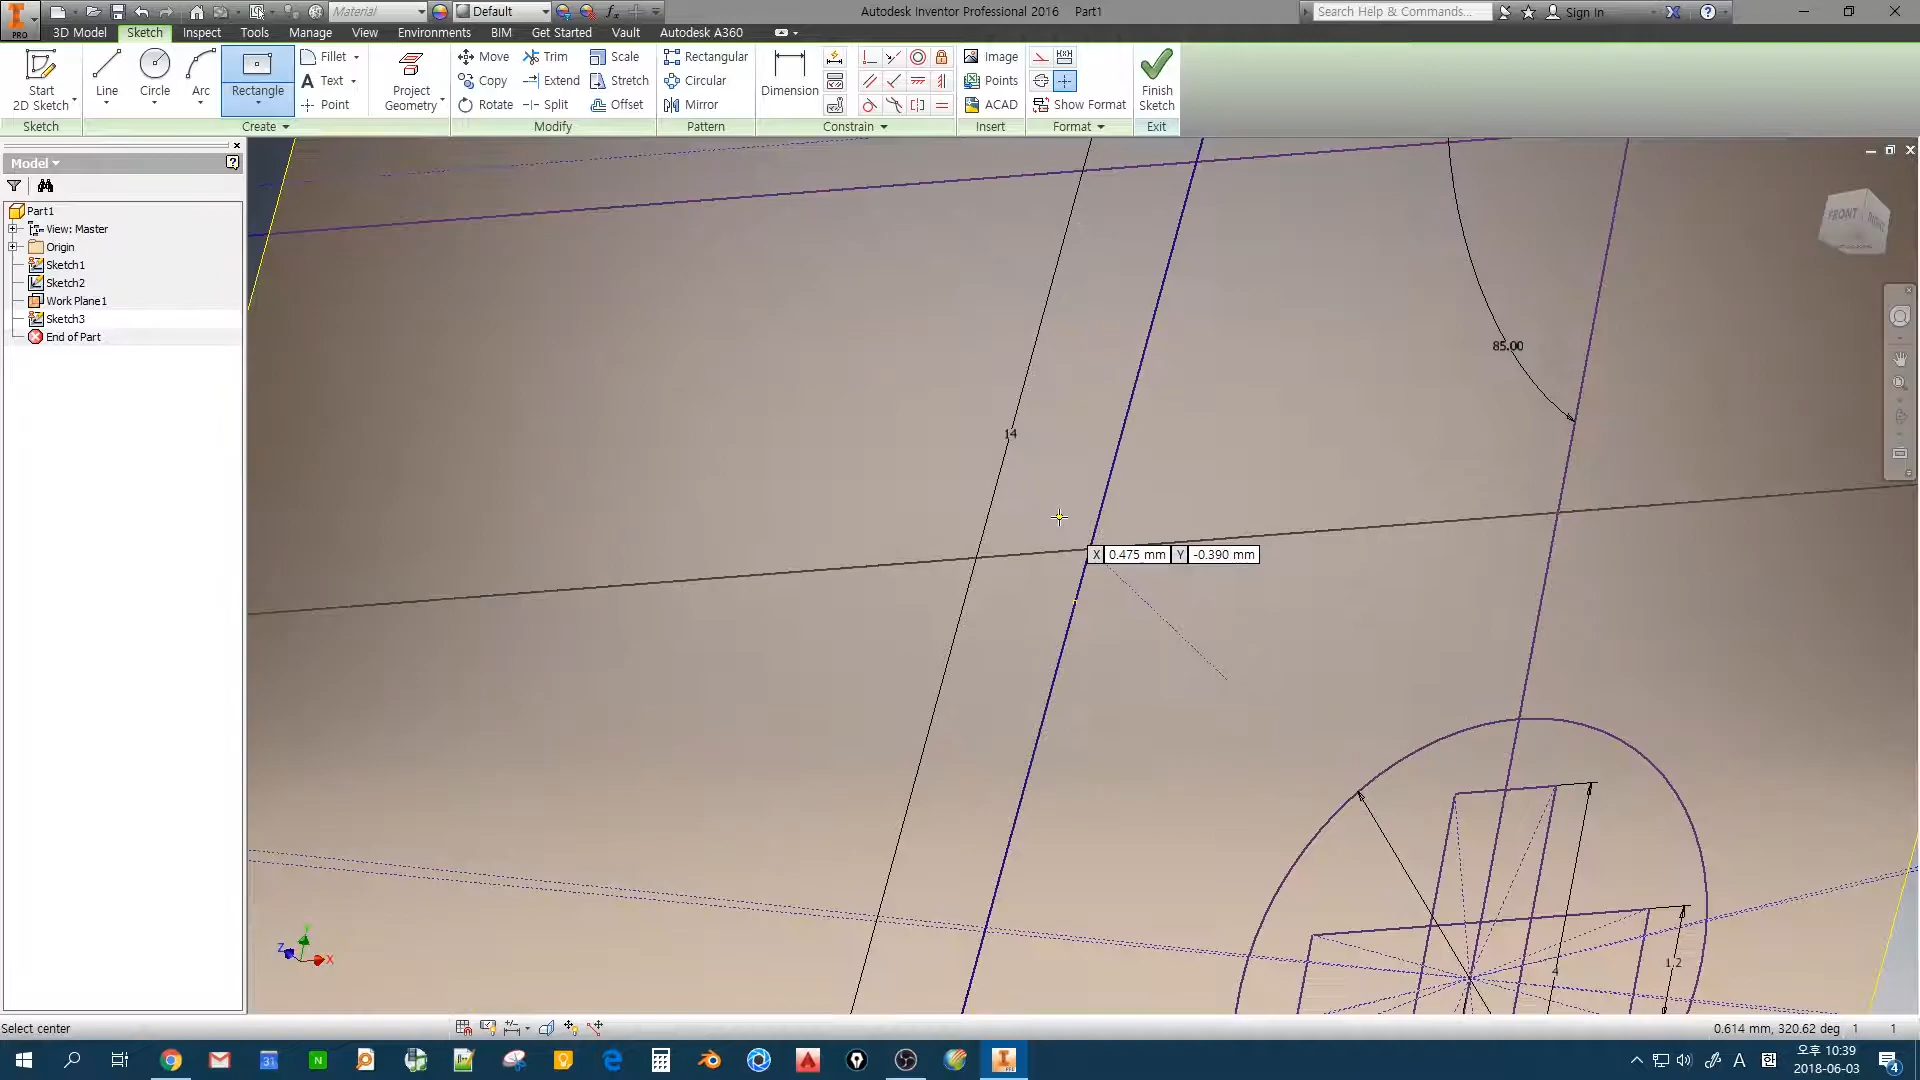 Material
Default
fx
Autodesk Inventor Professional 2016 Part1
Search Help & Commands...
Sign In
PRO
3D Model
Sketch
Inspect
Tools
Manage
View
Environments
BIM
Get Started
Vault
Autodesk A360
Start
2D Sketch
Line
Circle
Arc
Rectangle
Fillet
Text
Point
Project
Geometry
Move
Copy
Rotate
Trim
Extend
Split
Scale
Stretch
Offset
Rectangular
Circular
Mirror
Dimension
Image
Points
ACAD
Show Format
Finish
Sketch
Sketch
Create
Modify
Pattern
Constrain
Insert
Format
Exit
Model
Part1
View: Master
Origin
Sketch1
Sketch2
Work Plane1
Sketch3
End of Part
FRONT
RIGHT
85.00
14
X 0.475 mm Y -0.390 mm
4
1.2
Z
X
Select center
0.614 mm, 320.62 deg 1 1
31
N
A
오후 10:39
2018-06-03
4